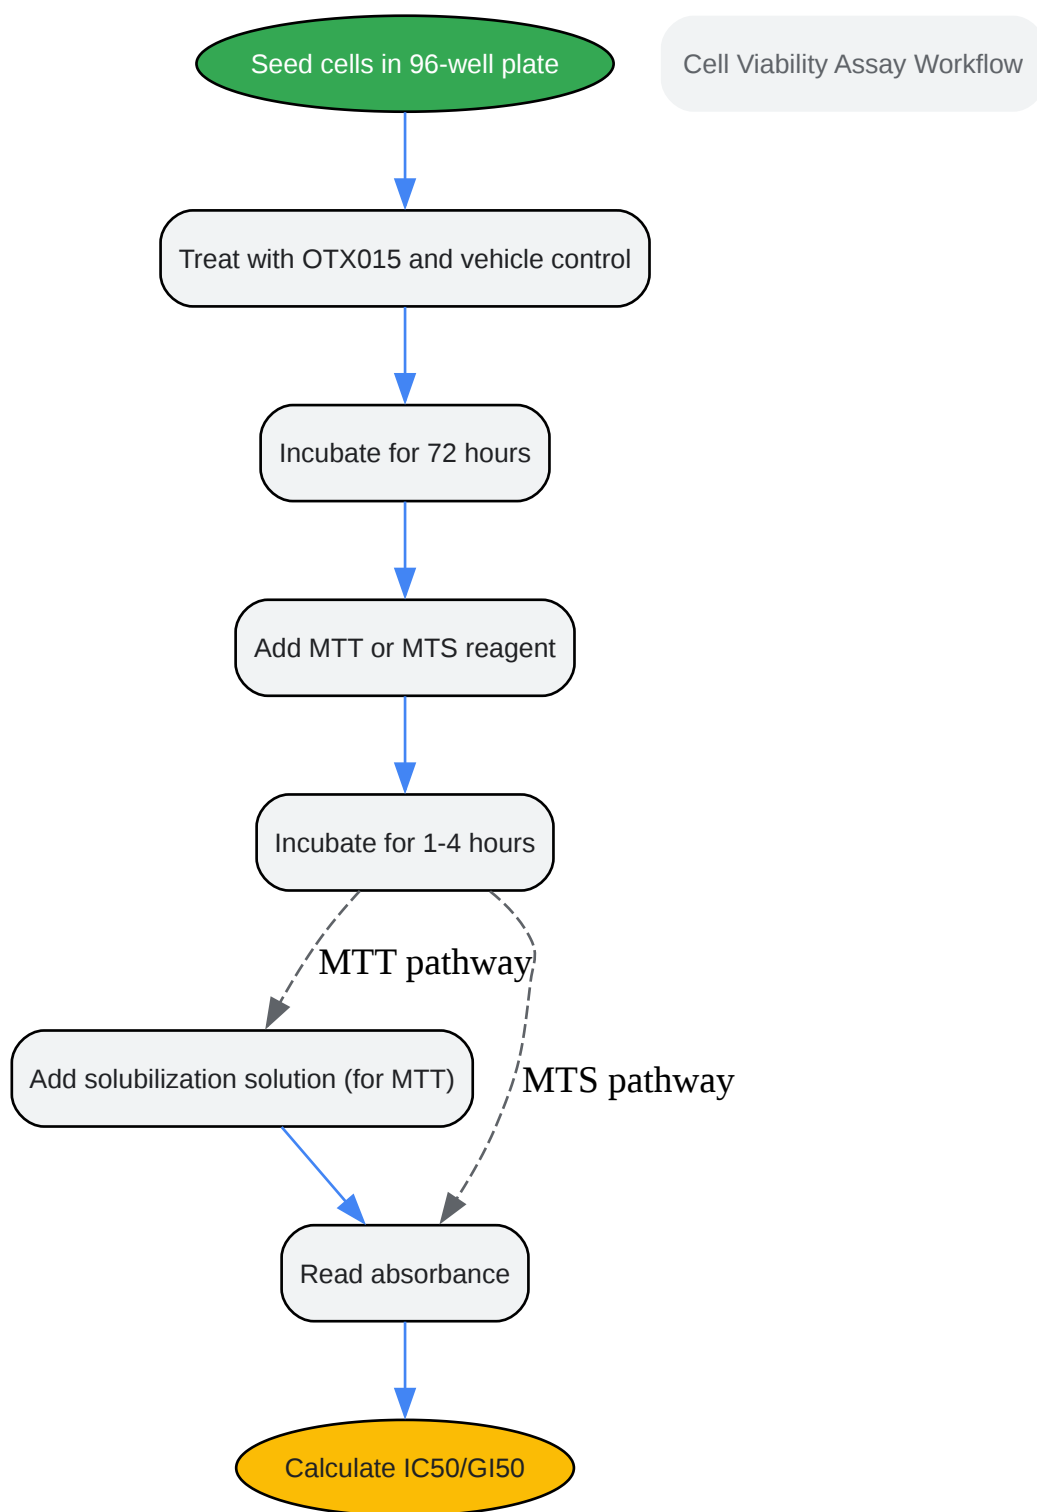 Seed cells in 96-well plate
Cell Viability Assay Workflow
Treat with OTX015 and vehicle control
Incubate for 72 hours
Add MTT or MTS reagent
Incubate for 1-4 hours
MTT pathway
Add solubilization solution (for MTT)
MTS pathway
Read absorbance
Calculate IC50/GI50